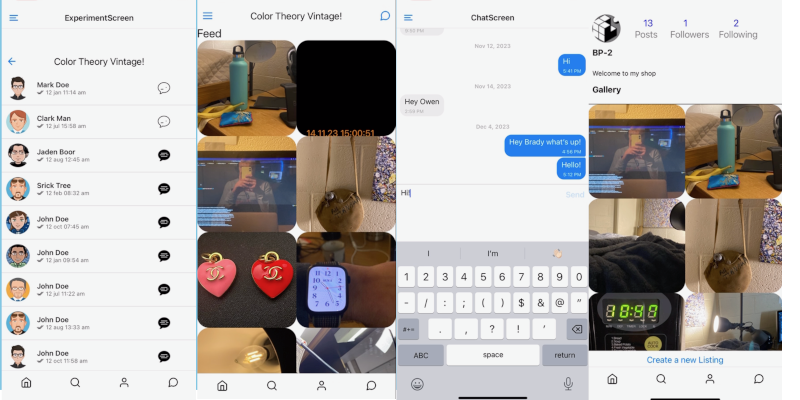 ExperimentScreen
Color Theory Vintage!
Mark Doe
12 jan 11:14 am
Clark Man
12 jul 15:58 am
Jaden Boor
12 aug 12:45 am
Srick Tree
12 feb 08:32 am
John Doe
12 oct 07:45 am
John Doe
12 jan 09:54 am
John Doe
12 jul 11:22 am
John Doe
12 aug 13:33 am
John Doe
12 oct 11:58 am
Color Theory Vintage!
Feed
14.11.23 15:00:51
ChatScreen
Nov 12, 2023
Hi
5:41 PM
Nov 14, 2023
Hey Owen
2:59 PM
Dec 4, 2023
Hey Brady what's up!
4:58 PM
Hello!
5:12 PM
Hi!
Send
I
I'm
1 2 3 4 5 6 7 8 9 0
- / : ; ( ) $ & @ "
#+= . , ? ! '
ABC space return
13 1 2
Posts Followers Following
BP-2
Welcome to my shop
Gallery
18:47
Create a new Listing